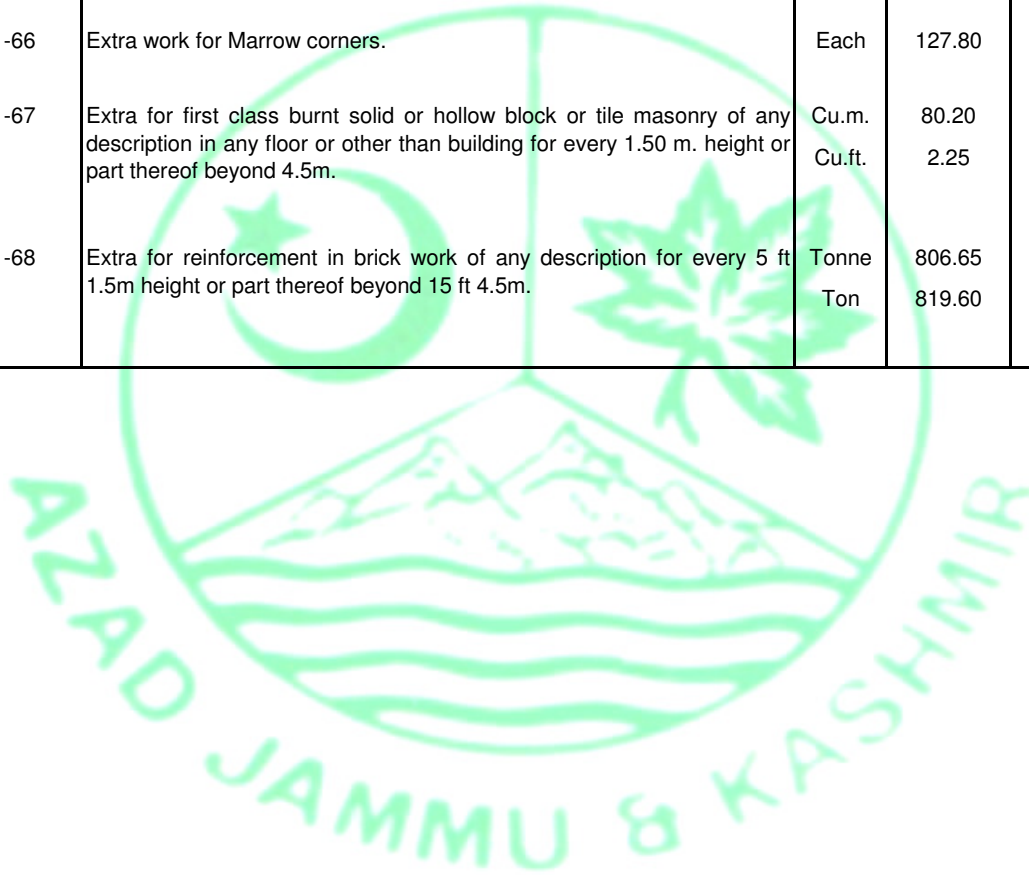 -66 Extra work for Marrow corners. Each 127.80
-67 Extra for first class burnt solid or hollow block or tile masonry of any Cu.m. 80.20
description in any floor or other than building for every 1.50 m. height or Cu.ft. 2.25
part thereof beyond 4.5m.
-68 Extra for reinforcement in brick work of any description for every 5 ft Tonne 806.65
1.5m height or part thereof beyond 15 ft 4.5m. Ton 819.60
AZAD JAMMU & KASHMIR